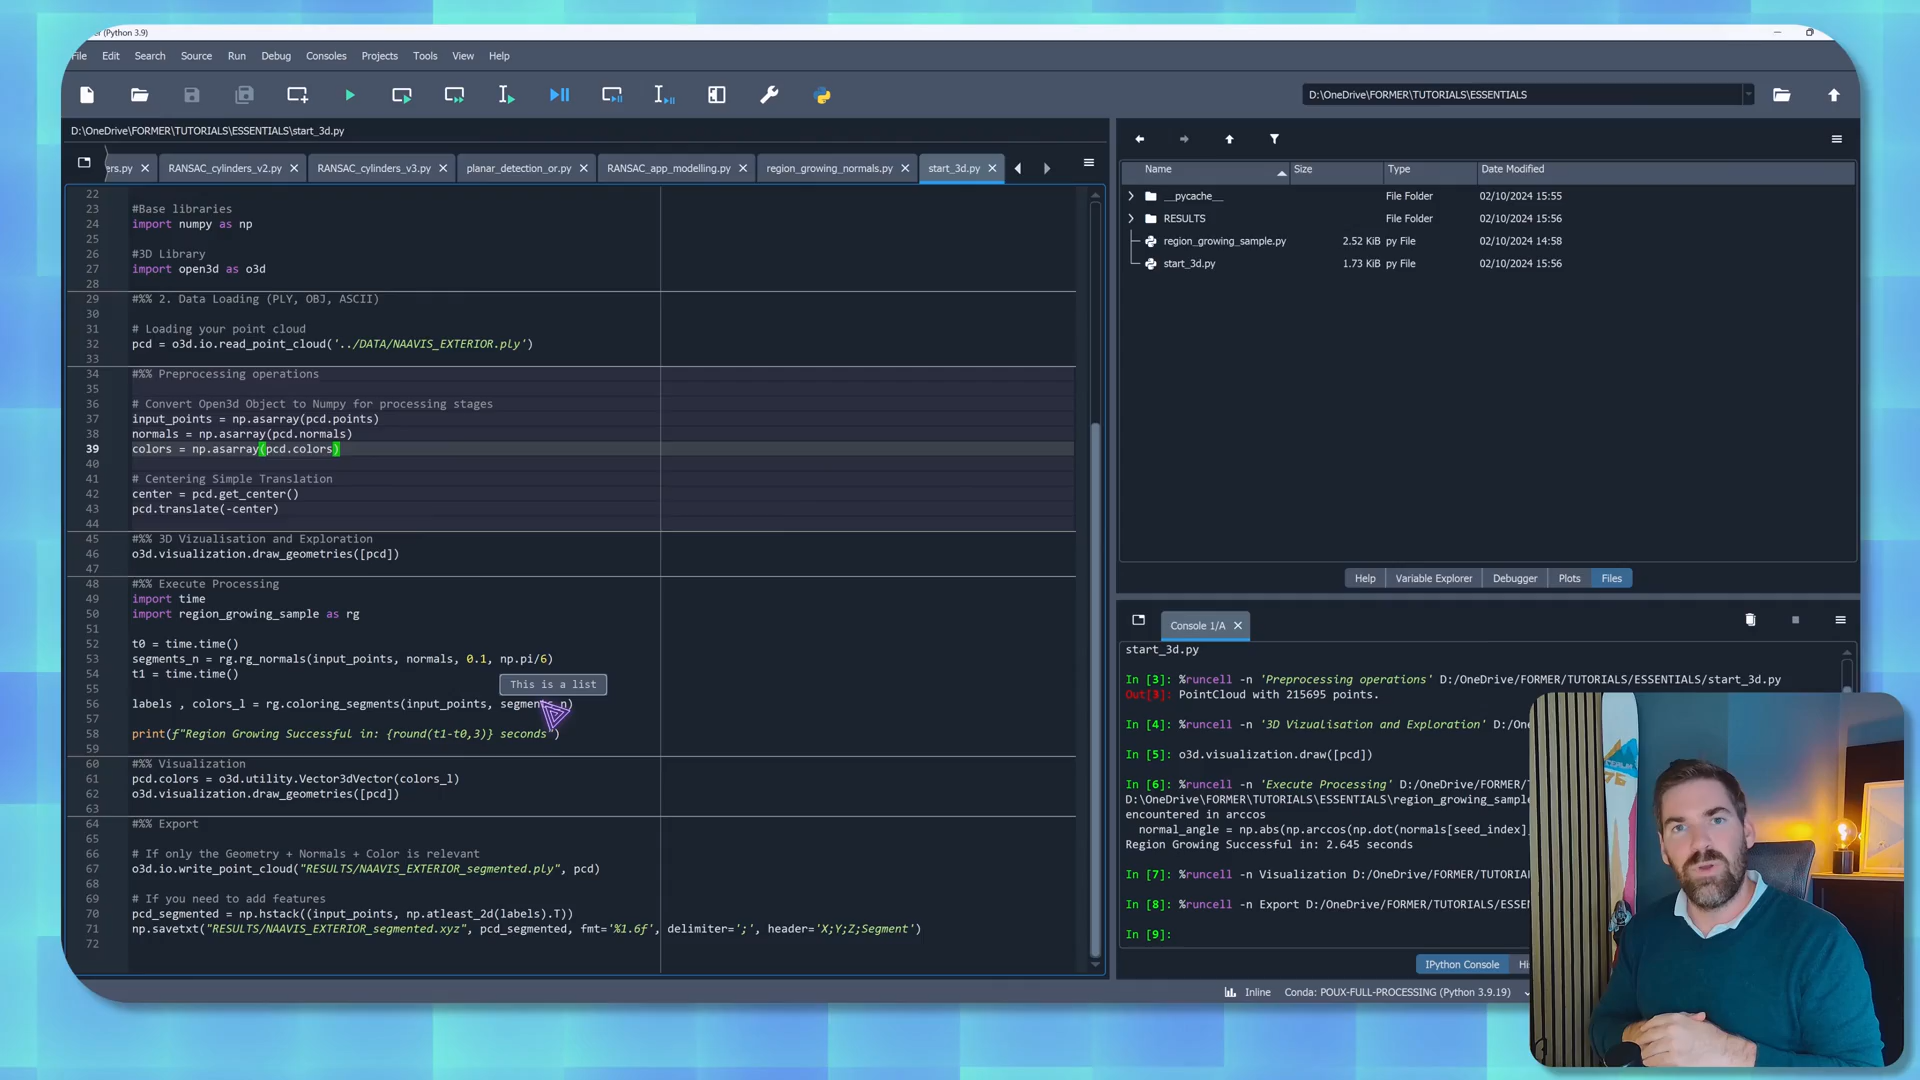 (Python 3.9)
File Edit Search Source Run Debug Consoles Projects Tools View Help
D:\OneDrive\FORMER\TUTORIALS\ESSENTIALS
D:\OneDrive\FORMER\TUTORIALS\ESSENTIALS\start_3d.py
ers.py RANSAC_cylinders_v2.py RANSAC_cylinders_v3.py planar_detection_or.py RANSAC_app_modelling.py region_growing_normals.py start_3d.py
22
23 #Base libraries
24 import numpy as np
25
26 #3D Library
27 import open3d as o3d
28
29 #%% 2. Data Loading (PLY, OBJ, ASCII)
30
31 # Loading your point cloud
32 pcd = o3d.io.read_point_cloud('../DATA/NAAVIS_EXTERIOR.ply')
33
34 #%% Preprocessing operations
35
36 # Convert Open3d Object to Numpy for processing stages
37 input_points = np.asarray(pcd.points)
38 normals = np.asarray(pcd.normals)
39 colors = np.asarray(pcd.colors)
40
41 # Centering Simple Translation
42 center = pcd.get_center()
43 pcd.translate(-center)
44
45 #%% 3D Vizualisation and Exploration
46 o3d.visualization.draw_geometries([pcd])
47
48 #%% Execute Processing
49 import time
50 import region_growing_sample as rg
51
52 t0 = time.time()
53 segments_n = rg.rg_normals(input_points, normals, 0.1, np.pi/6)
54 t1 = time.time()
55
This is a list
56 labels , colors_l = rg.coloring_segments(input_points, segments_n)
57
58 print(f"Region Growing Successful in: {round(t1-t0,3)} seconds")
59
60 #%% Visualization
61 pcd.colors = o3d.utility.Vector3dVector(colors_l)
62 o3d.visualization.draw_geometries([pcd])
63
64 #%% Export
65
66 # If only the Geometry + Normals + Color is relevant
67 o3d.io.write_point_cloud("RESULTS/NAAVIS_EXTERIOR_segmented.ply", pcd)
68
69 # If you need to add features
70 pcd_segmented = np.hstack((input_points, np.atleast_2d(labels).T))
71 np.savetxt("RESULTS/NAAVIS_EXTERIOR_segmented.xyz", pcd_segmented, fmt='%1.6f', delimiter=';', header='X;Y;Z;Segment')
72
Name Size Type Date Modified
__pycache__ File Folder 02/10/2024 15:55
RESULTS File Folder 02/10/2024 15:56
region_growing_sample.py 2.52 KiB py File 02/10/2024 14:58
start_3d.py 1.73 KiB py File 02/10/2024 15:56
Help Variable Explorer Debugger Plots Files
Console 1/A
start_3d.py
In [3]: %runcell -n 'Preprocessing operations' D:/OneDrive/FORMER/TUTORIALS/ESSENTIALS/start_3d.py
Out[3]: PointCloud with 215695 points.
In [4]: %runcell -n '3D Vizualisation and Exploration' D:/On
In [5]: o3d.visualization.draw([pcd])
In [6]: %runcell -n 'Execute Processing' D:/OneDrive/FORMER/
D:\OneDrive\FORMER\TUTORIALS\ESSENTIALS\region_growing_sample
encountered in arccos
normal_angle = np.abs(np.arccos(np.dot(normals[seed_index]
Region Growing Successful in: 2.645 seconds
In [7]: %runcell -n Visualization D:/OneDrive/FORMER/TUTORIA
In [8]: %runcell -n Export D:/OneDrive/FORMER/TUTORIALS/ESSE
In [9]:
IPython Console
Inline Conda: POUX-FULL-PROCESSING (Python 3.9.19)